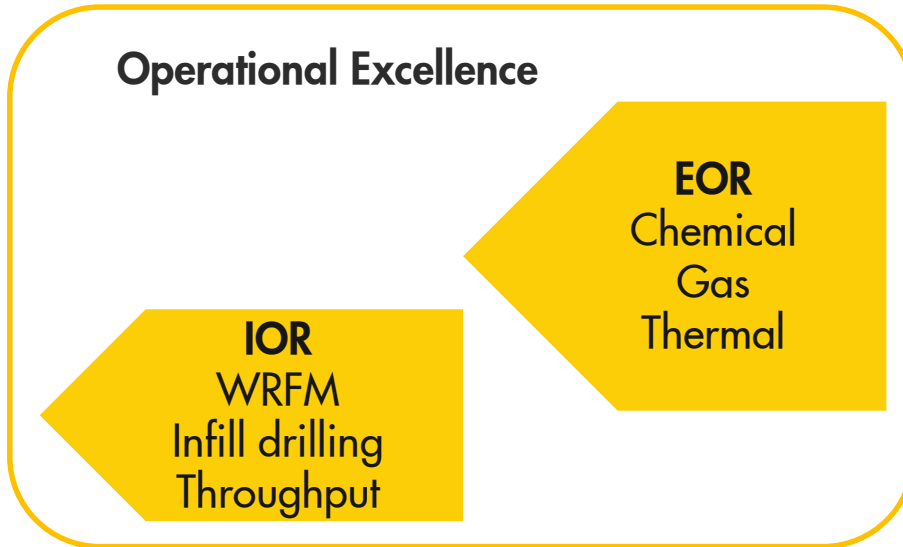 Operational Excellence
EOR
Chemical
Gas
Thermal
IOR
WRFM
Infill drilling
Throughput